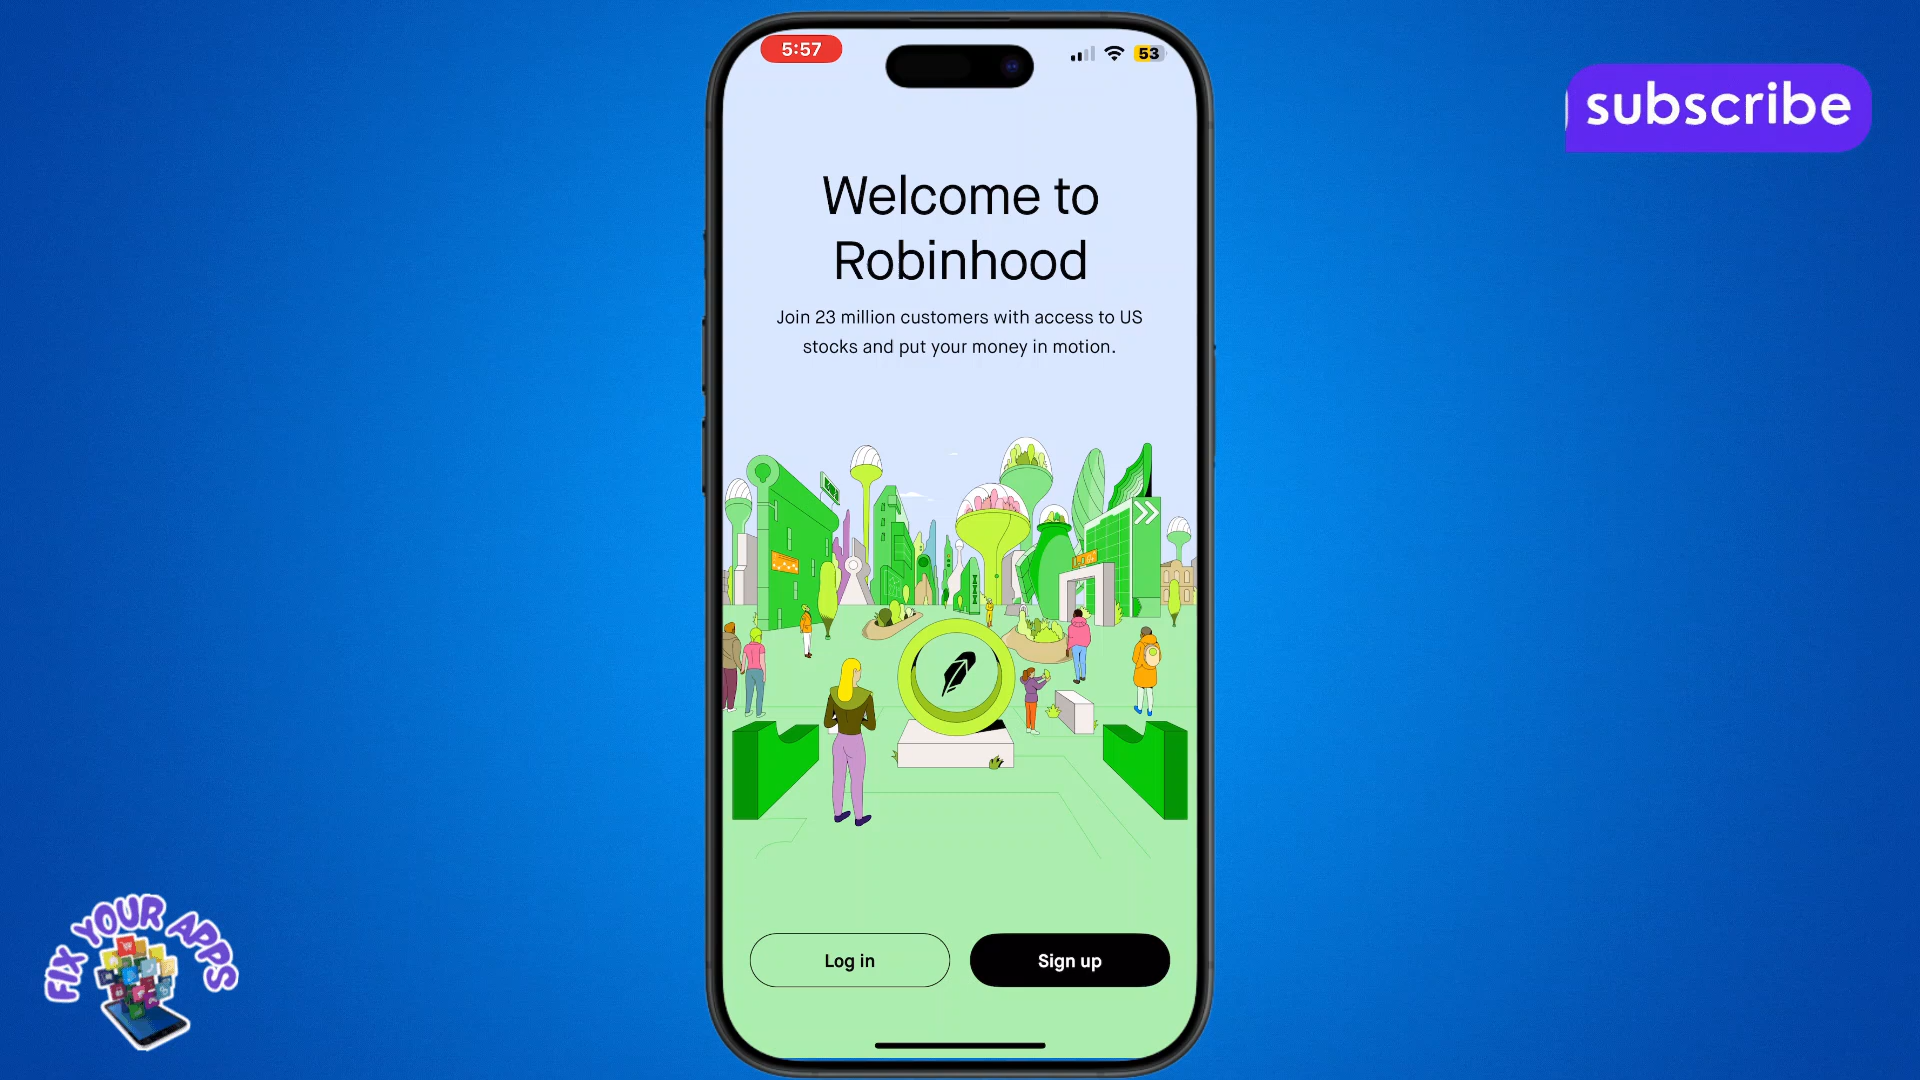 5:57
53
subscribe
Welcome to
Robinhood
Join 23 million customers with access to US
stocks and put your money in motion.
Log in
Sign up
FIX YOUR APPS